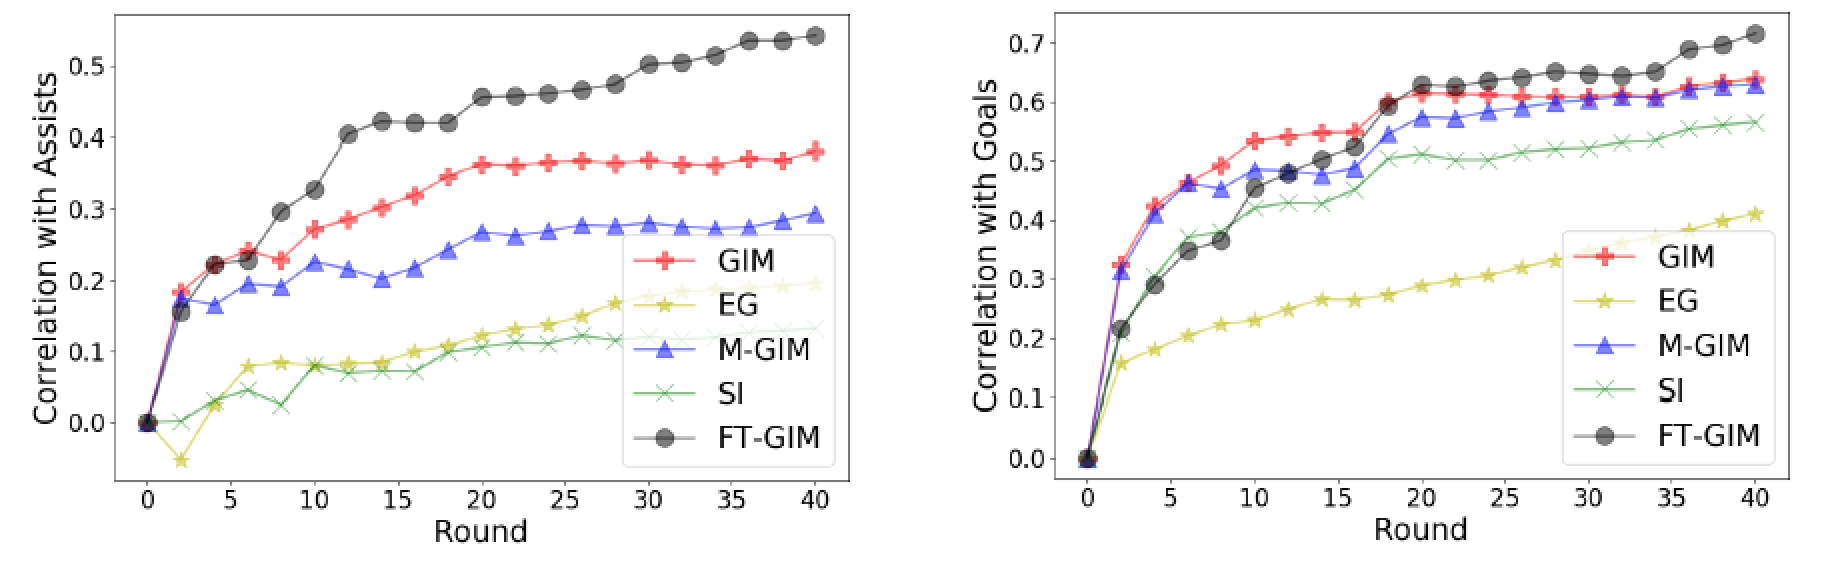 Correlation with Assists
0.5
0.4
0.3
0.2
0.1
0.0
GIM
EG
M-GIM
SI
FT-GIM
0 5 10 15 20 25 30 35 40
Round
Correlation with Goals
0.7
0.6
0.5
0.4
0.3
0.2
0.1
0.0
GIM
EG
M-GIM
SI
FT-GIM
0 5 10 15 20 25 30 35 40
Round